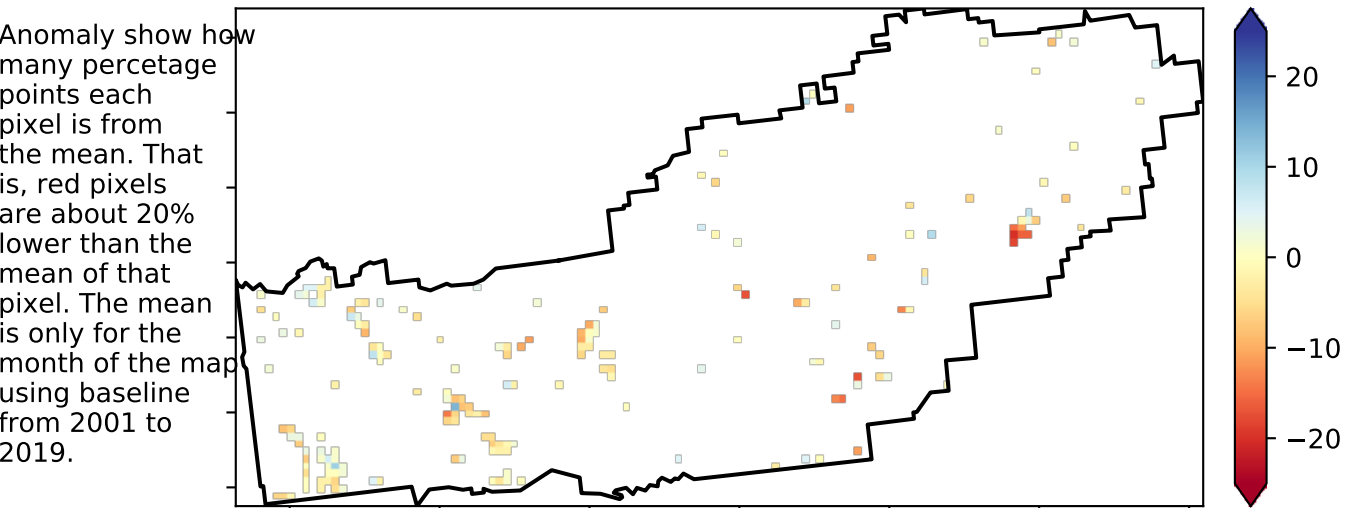 Anomaly show how
many percetage
points each
pixel is from
the mean. That
is, red pixels
are about 20%
lower than the
mean of that
pixel. The mean
is only for the
month of the map
using baseline
from 2001 to
2019.
20
10
0
−10
−20